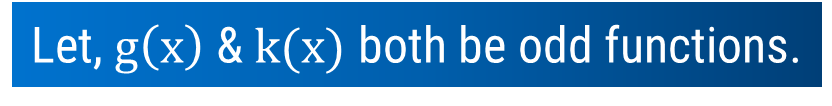 Let, g(x) & k(x) both be odd functions.